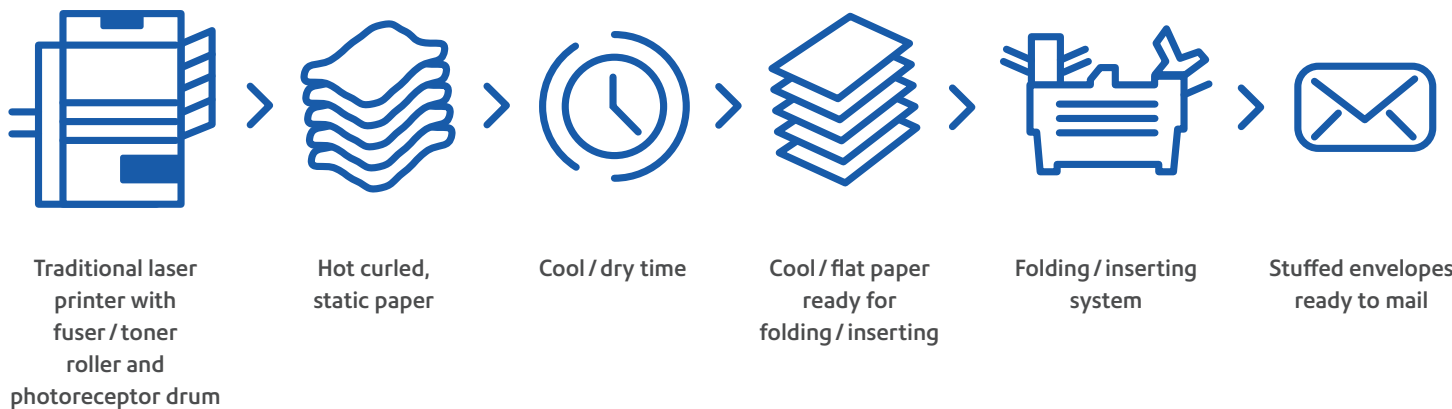 Traditional laser
printer with
fuser / toner
roller and
photoreceptor drum
Hot curled,
static paper
Cool / dry time
Cool / flat paper
ready for
folding / inserting
Folding / inserting
system
Stuffed envelopes
ready to mail